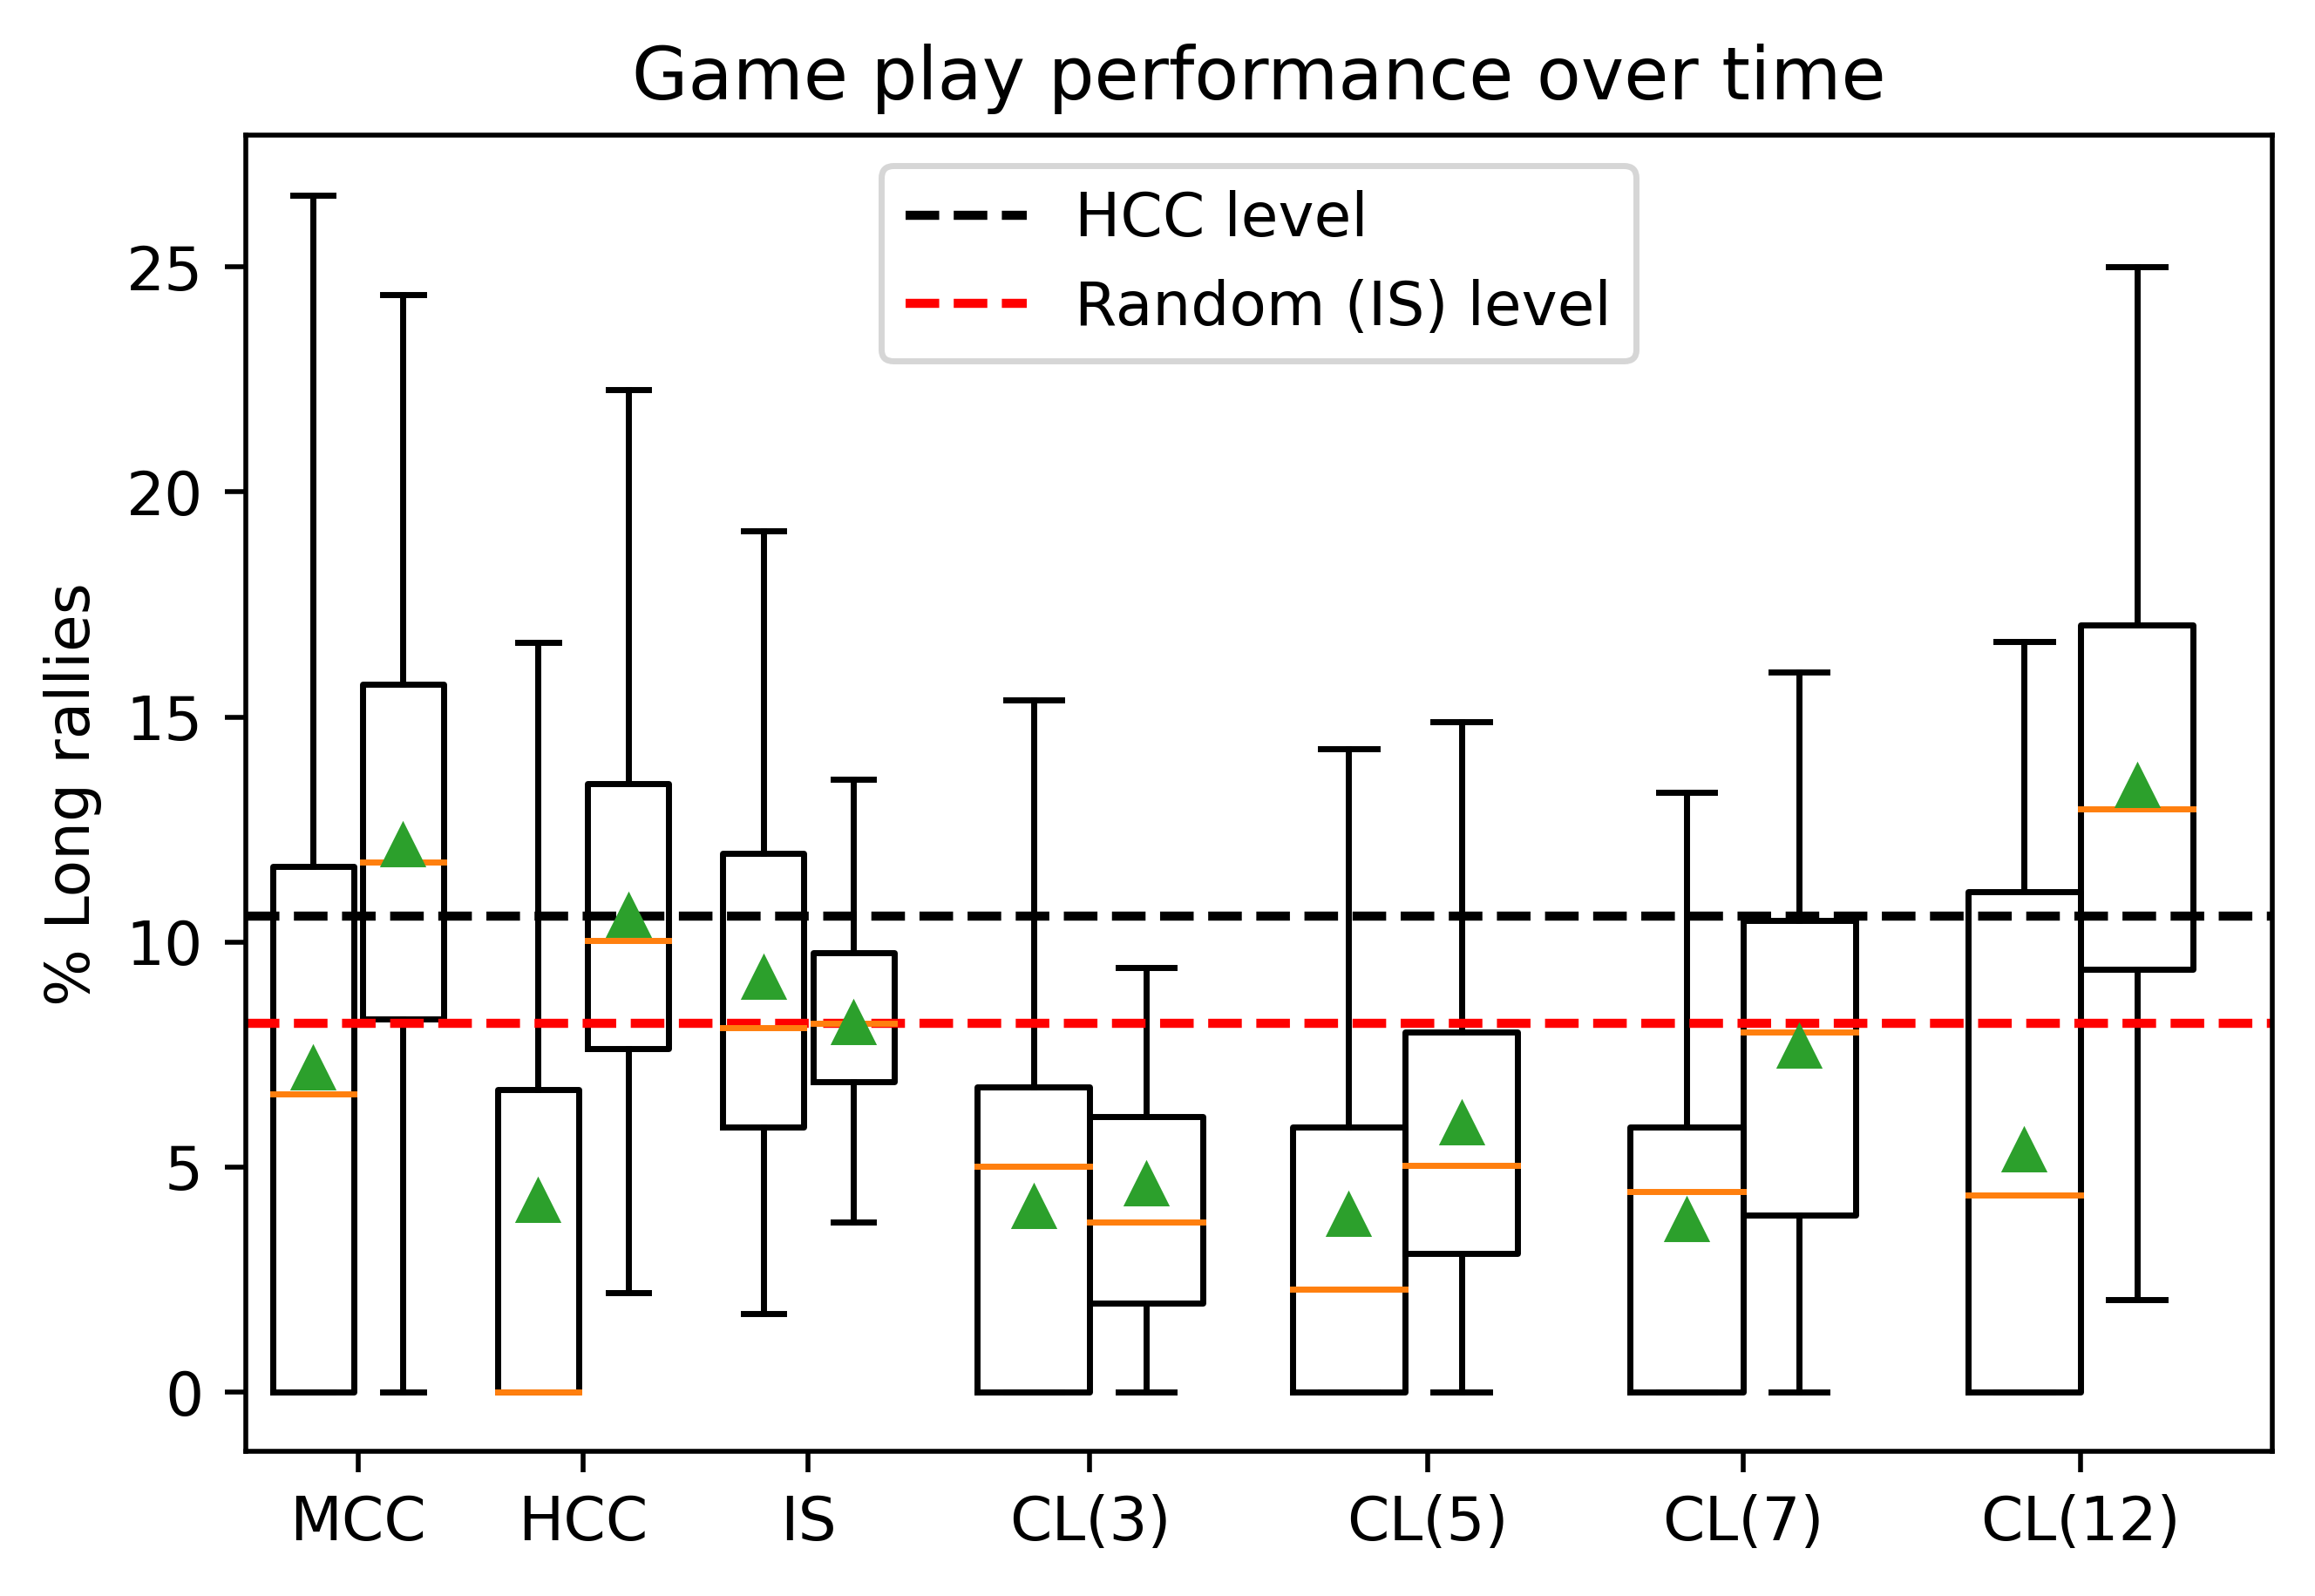 Game play performance over time
HCC level
Random (IS) level
% Long rallies
25
20
15
10
5
0
MCC HCC IS CL(3) CL(5) CL(7) CL(12)